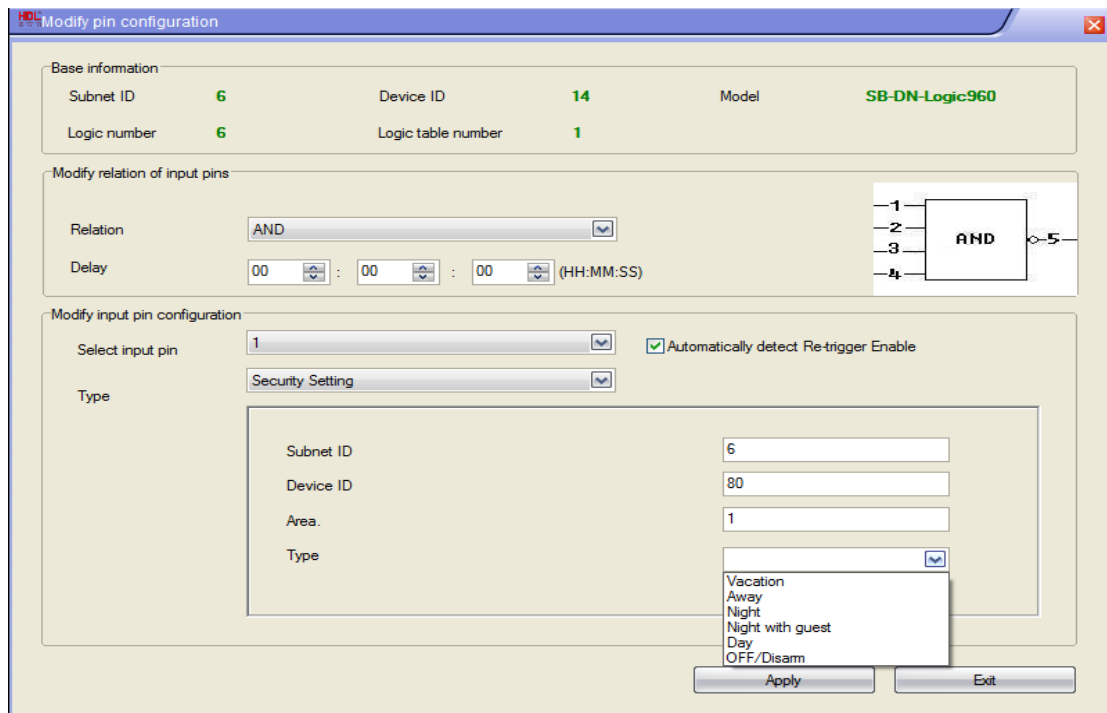 HDL Modify pin configuration
Base information
Subnet ID 6 Device ID 14 Model SB-DN-Logic960
Logic number 6 Logic table number 1
Modify relation of input pins
Relation AND
Delay 00 : 00 : 00 (HH:MM:SS)
1
2
3
4
AND
5
Modify input pin configuration
Select input pin 1 Automatically detect Re-trigger Enable
Type Security Setting
Subnet ID 6
Device ID 80
Area. 1
Type
Vacation
Away
Night
Night with guest
Day
OFF/Disarm
Apply Exit